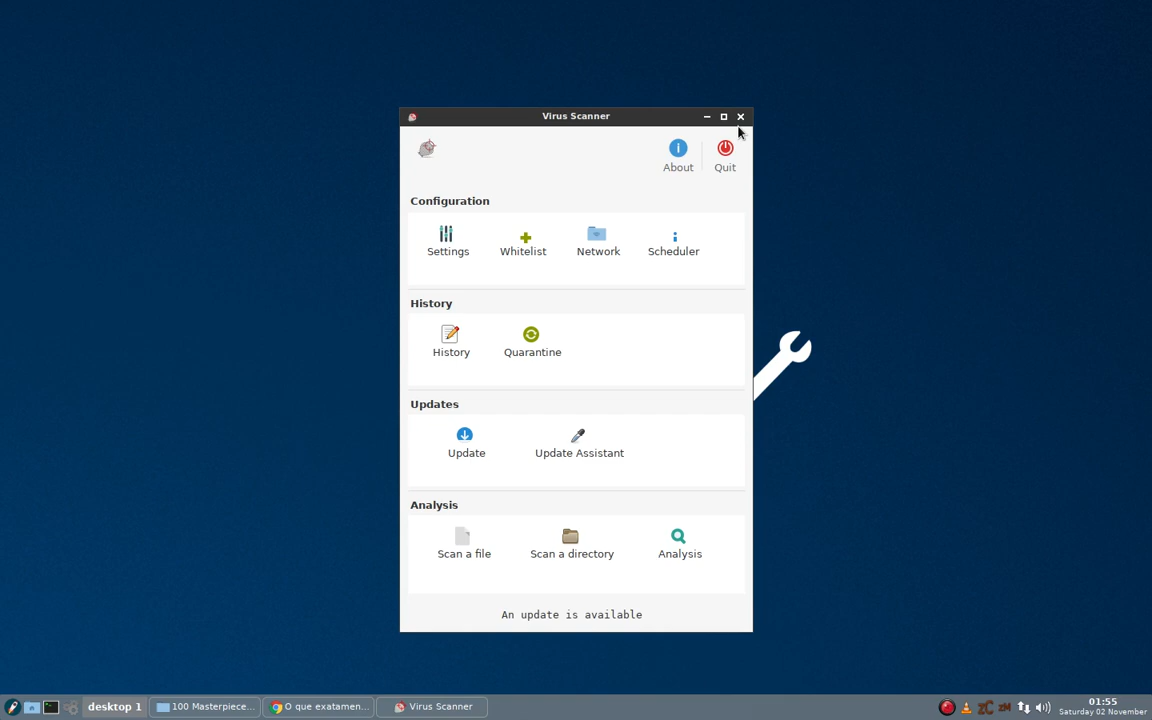 Virus Scanner
About Quit
Configuration
Settings Whitelist Network Scheduler
History
History Quarantine
Updates
Update Update Assistant
Analysis
Scan a file Scan a directory Analysis
An update is available
desktop 1 100 Masterpiece... O que exatamen... Virus Scanner
01:55
Saturday 02 November